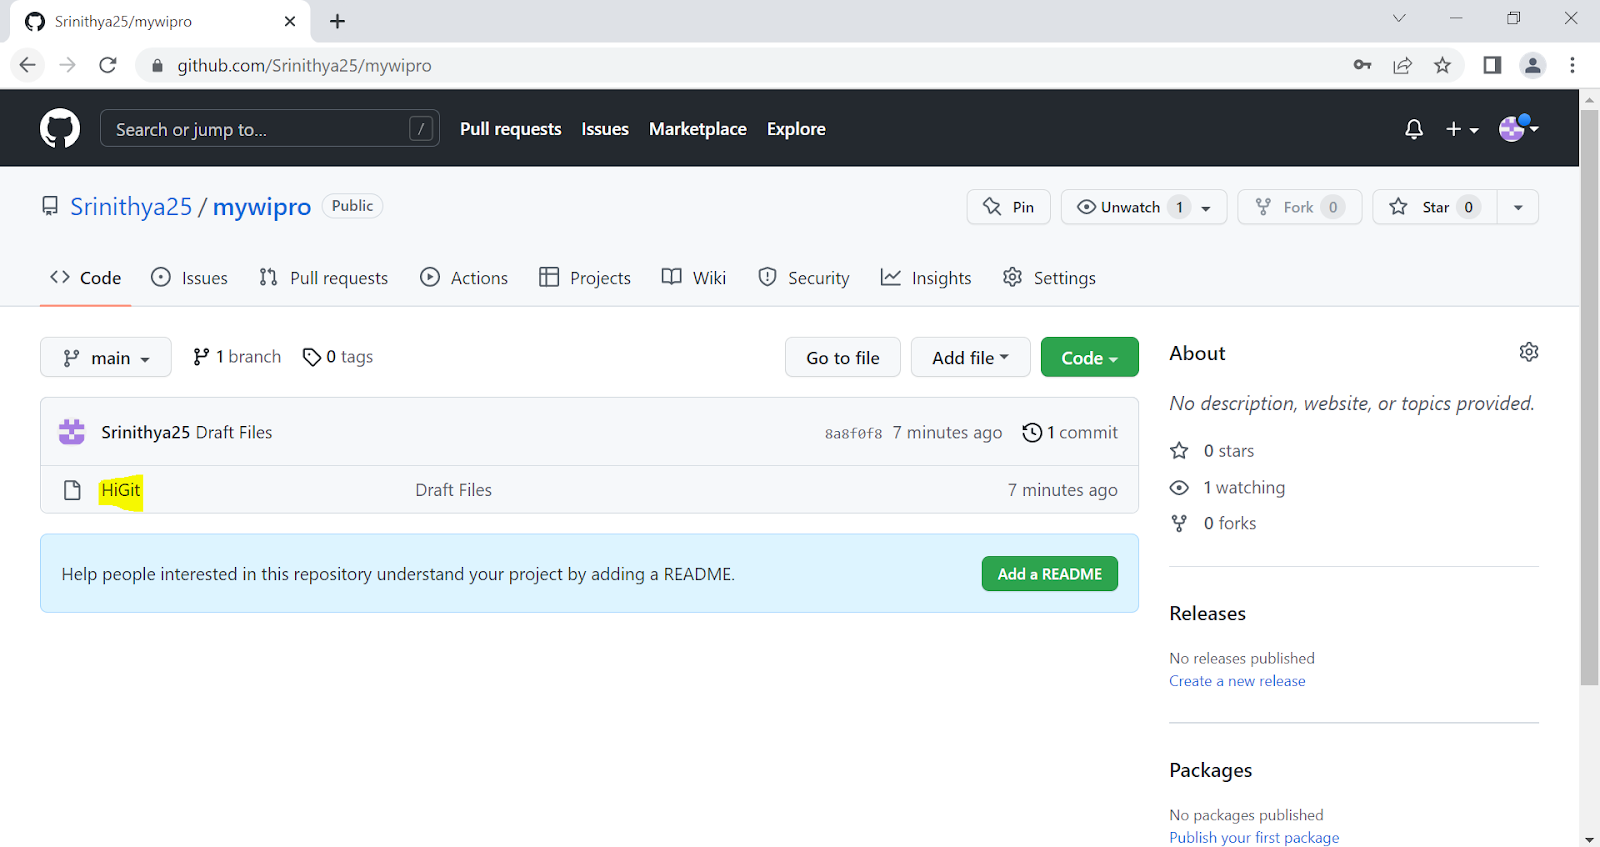 Srinithya25/mywipro
github.com/Srinithya25/mywipro
Search or jump to... / Pull requests Issues Marketplace Explore
Srinithya25 / mywipro Public Pin Unwatch 1 Fork 0 Star 0
Code Issues Pull requests Actions Projects Wiki Security Insights Settings
main 1 branch 0 tags Go to file Add file Code
Srinithya25 Draft Files 8a8f0f8 7 minutes ago 1 commit
HiGit Draft Files 7 minutes ago
Help people interested in this repository understand your project by adding a README. Add a README
About
No description, website, or topics provided.
0 stars
1 watching
0 forks
Releases
No releases published
Create a new release
Packages
No packages published
Publish your first package